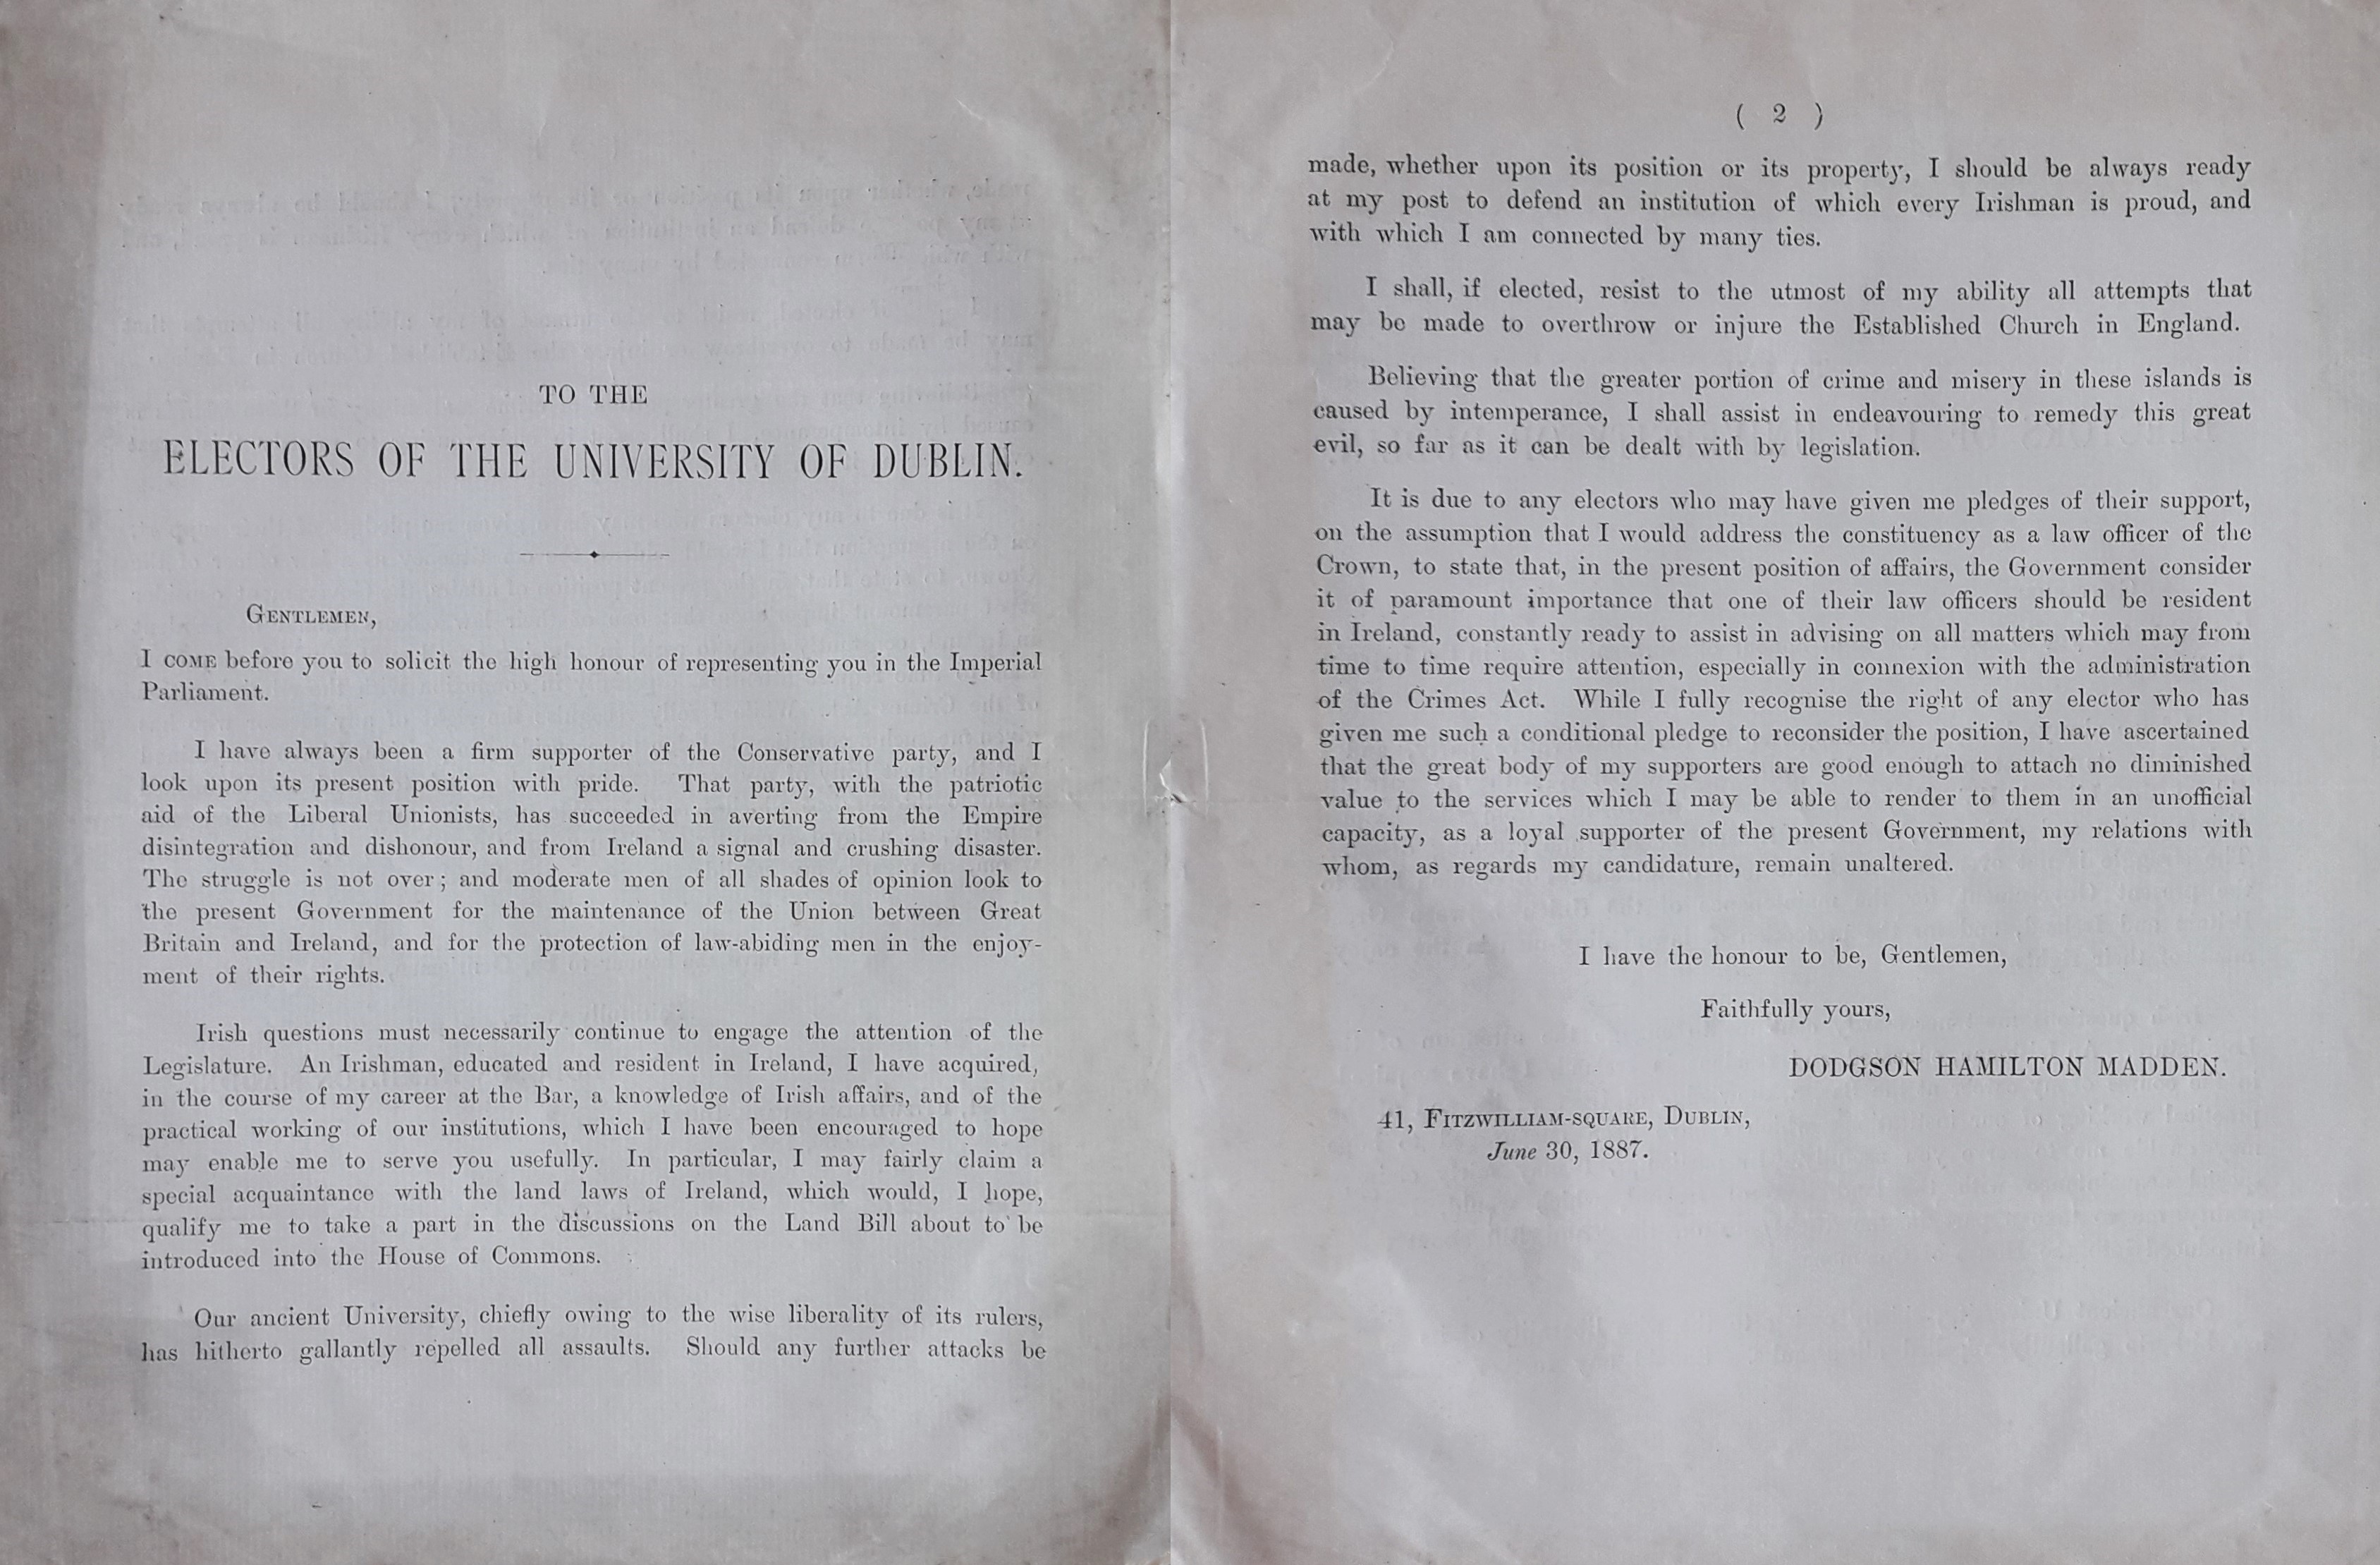 TO THE
ELECTORS OF THE UNIVERSITY OF DUBLIN.
GENTLEMEN,
I COME before you to solicit the high honour of representing you in the Imperial
Parliament.
I have always been a firm supporter of the Conservative party, and I
look upon its present position with pride. That party, with the patriotic
aid of the Liberal Unionists, has succeeded in averting from the Empire
disintegration and dishonour, and from Ireland a signal and crushing disaster.
The struggle is not over; and moderate men of all shades of opinion look to
the present Government for the maintenance of the Union between Great
Britain and Ireland, and for the protection of law-abiding men in the enjoy-
ment of their rights.
Irish questions must necessarily continue to engage the attention of the
Legislature. An Irishman, educated and resident in Ireland, I have acquired,
in the course of my career at the Bar, a knowledge of Irish affairs, and of the
practical working of our institutions, which I have been encouraged to hope
may enable me to serve you usefully. In particular, I may fairly claim a
special acquaintance with the land laws of Ireland, which would, I hope,
qualify me to take a part in the discussions on the Land Bill about to be
introduced into the House of Commons.
Our ancient University, chiefly owing to the wise liberality of its rulers,
has hitherto gallantly repelled all assaults. Should any further attacks be
( 2 )
made, whether upon its position or its property, I should be always ready
at my post to defend an institution of which every Irishman is proud, and
with which I am connected by many ties.
I shall, if elected, resist to the utmost of my ability all attempts that
may be made to overthrow or injure the Established Church in England.
Believing that the greater portion of crime and misery in these islands is
caused by intemperance, I shall assist in endeavouring to remedy this great
evil, so far as it can be dealt with by legislation.
It is due to any electors who may have given me pledges of their support,
on the assumption that I would address the constituency as a law officer of the
Crown, to state that, in the present position of affairs, the Government consider
it of paramount importance that one of their law officers should be resident
in Ireland, constantly ready to assist in advising on all matters which may from
time to time require attention, especially in connexion with the administration
of the Crimes Act. While I fully recognise the right of any elector who has
given me such a conditional pledge to reconsider the position, I have ascertained
that the great body of my supporters are good enough to attach no diminished
value to the services which I may be able to render to them in an unofficial
capacity, as a loyal supporter of the present Government, my relations with
whom, as regards my candidature, remain unaltered.
I have the honour to be, Gentlemen,
Faithfully yours,
DODGSON HAMILTON MADDEN.
41, FITZWILLIAM-SQUARE, DUBLIN,
June 30, 1887.